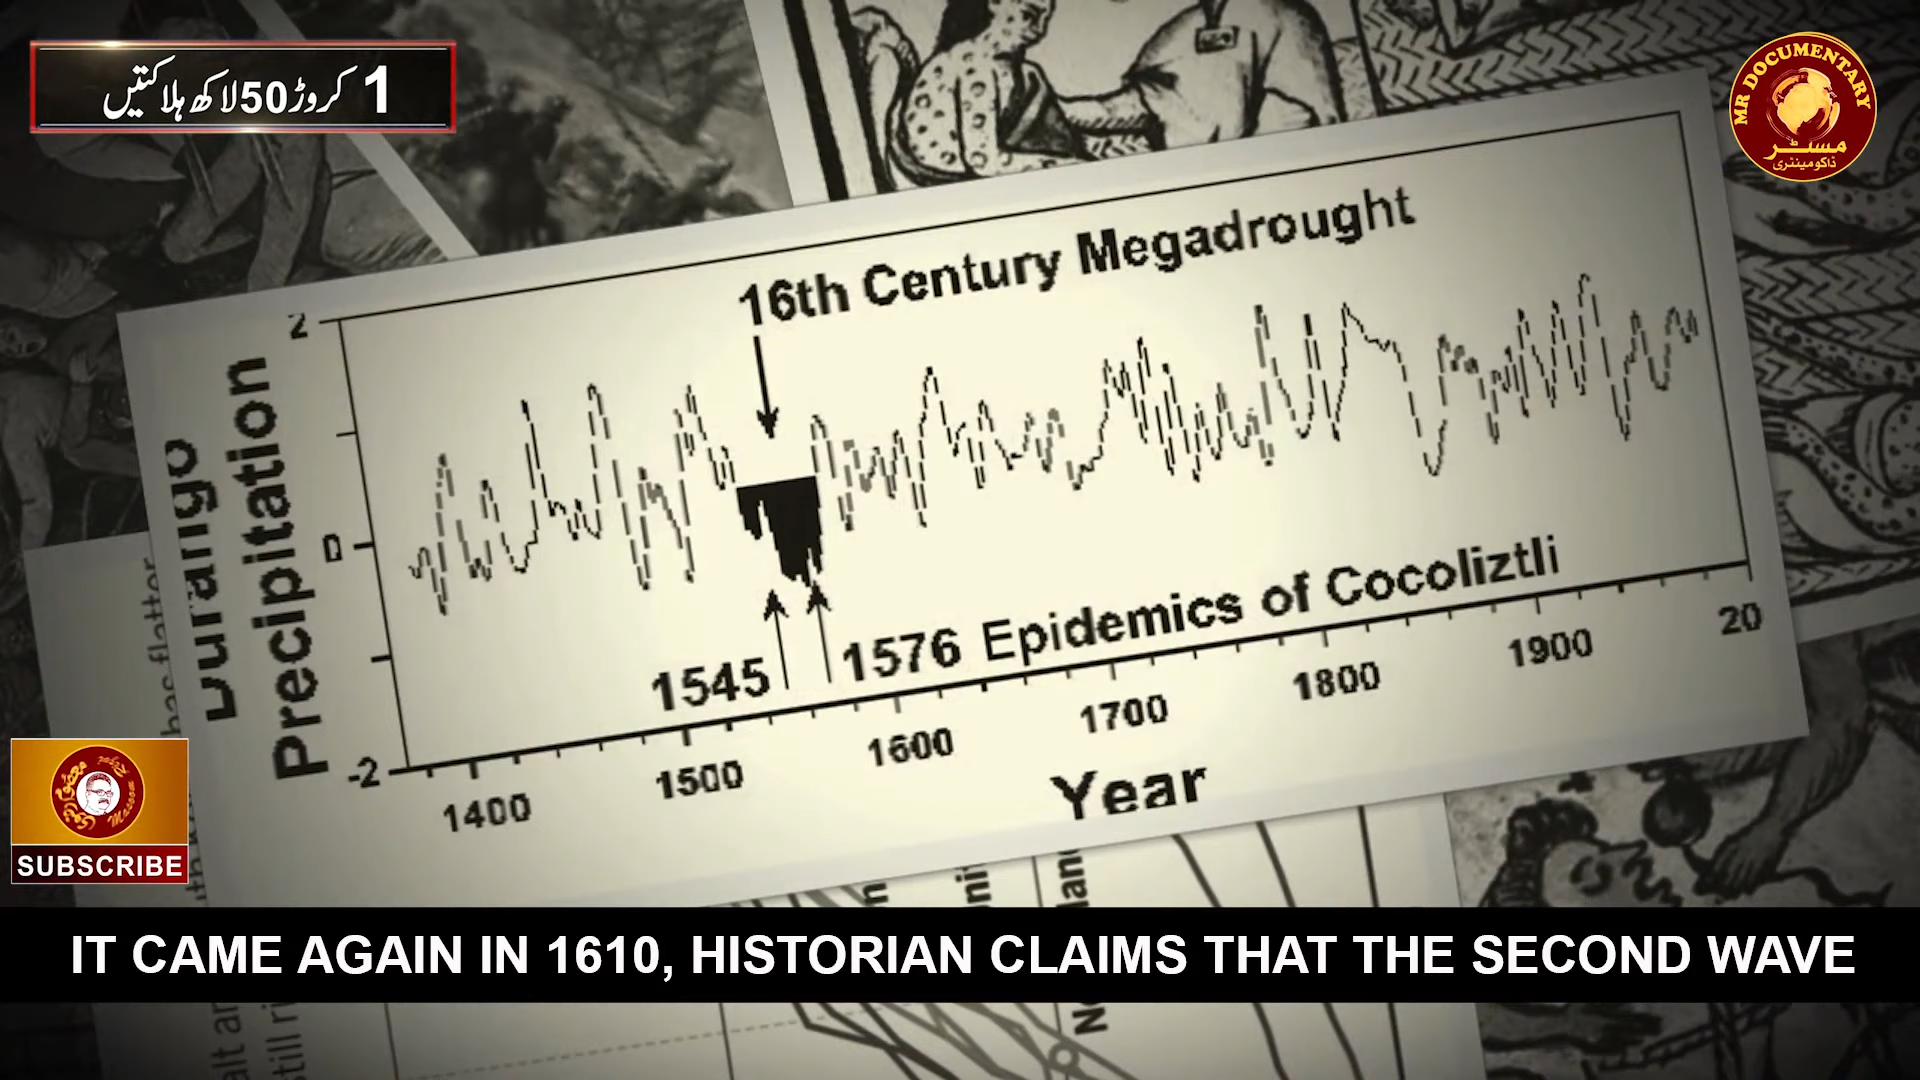 1 کروڑ 50 لاکھ ہلاکتیں
MR DOCUMENTARY
مسٹر
ڈاکومینٹری
16th Century Megadrought
2
Durango
Precipitation
0
-2
1545
1576 Epidemics of Cocoliztli
1400
1500
1600
1700
1800
1900
20
Year
has flatter
SUBSCRIBE
IT CAME AGAIN IN 1610, HISTORIAN CLAIMS THAT THE SECOND WAVE